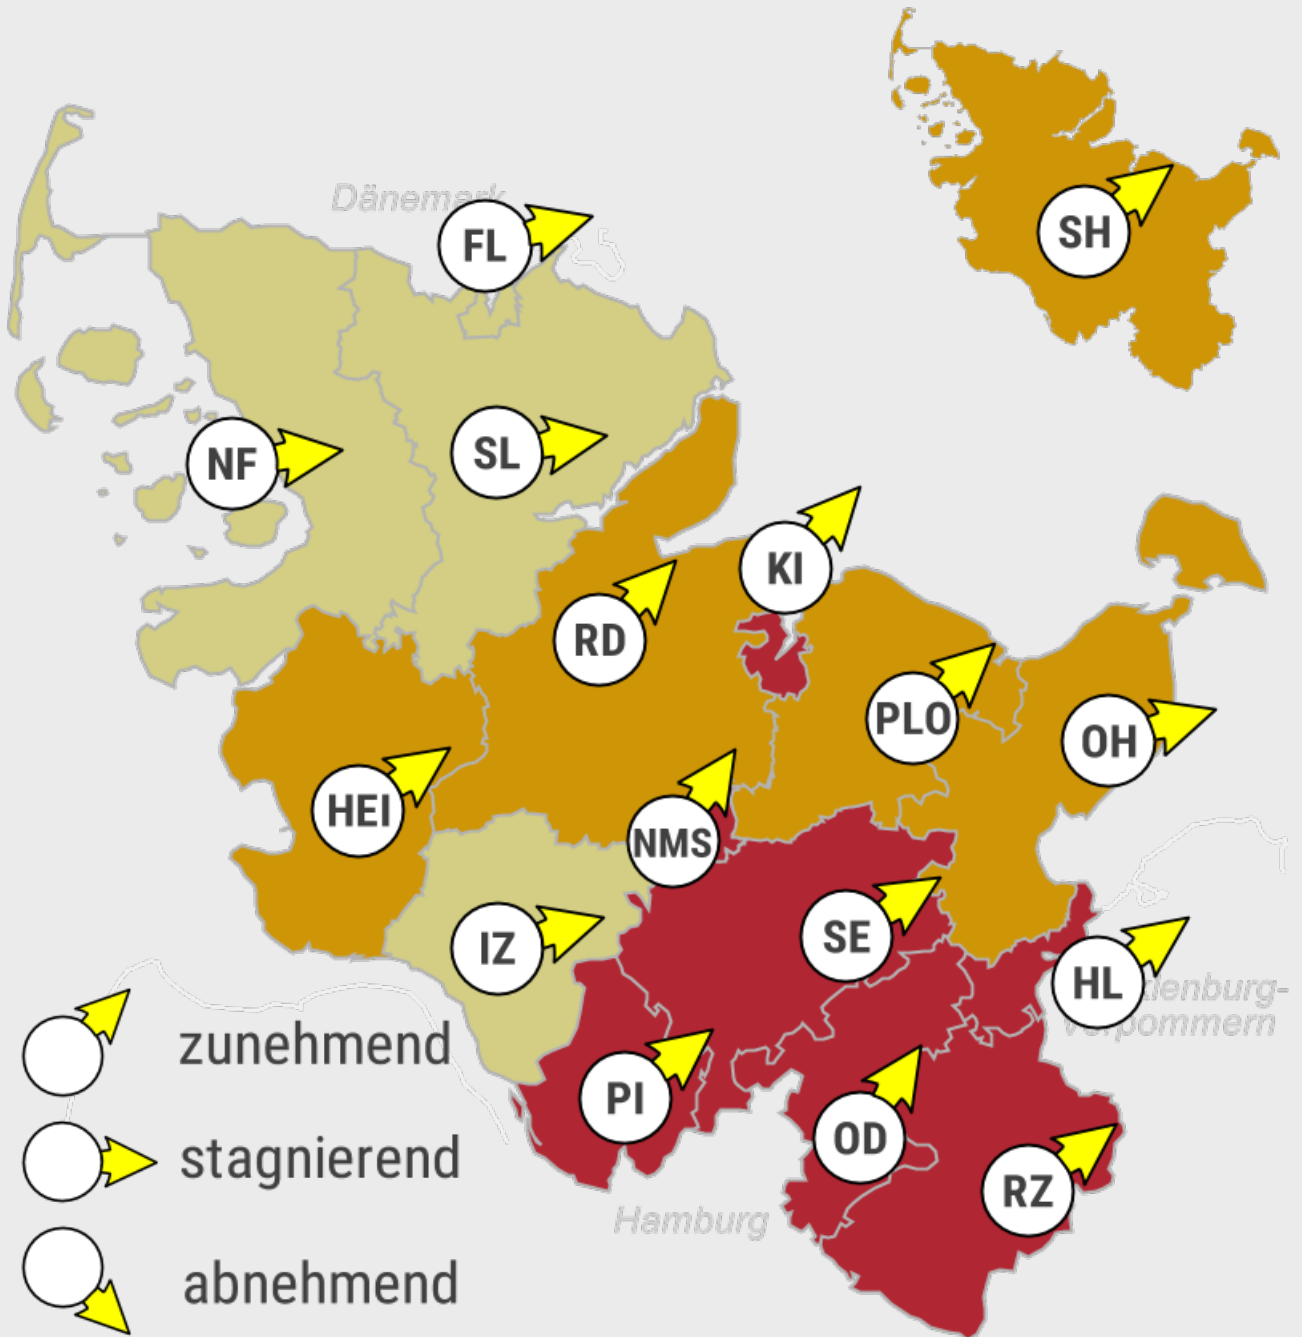 Dänemark
FL
SH
NF
SL
KI
RD
PLO
OH
HEI
NMS
SE
IZ
HL
klenburg-
Vorpommern
zunehmend
PI
OD
stagnierend
RZ
Hamburg
abnehmend